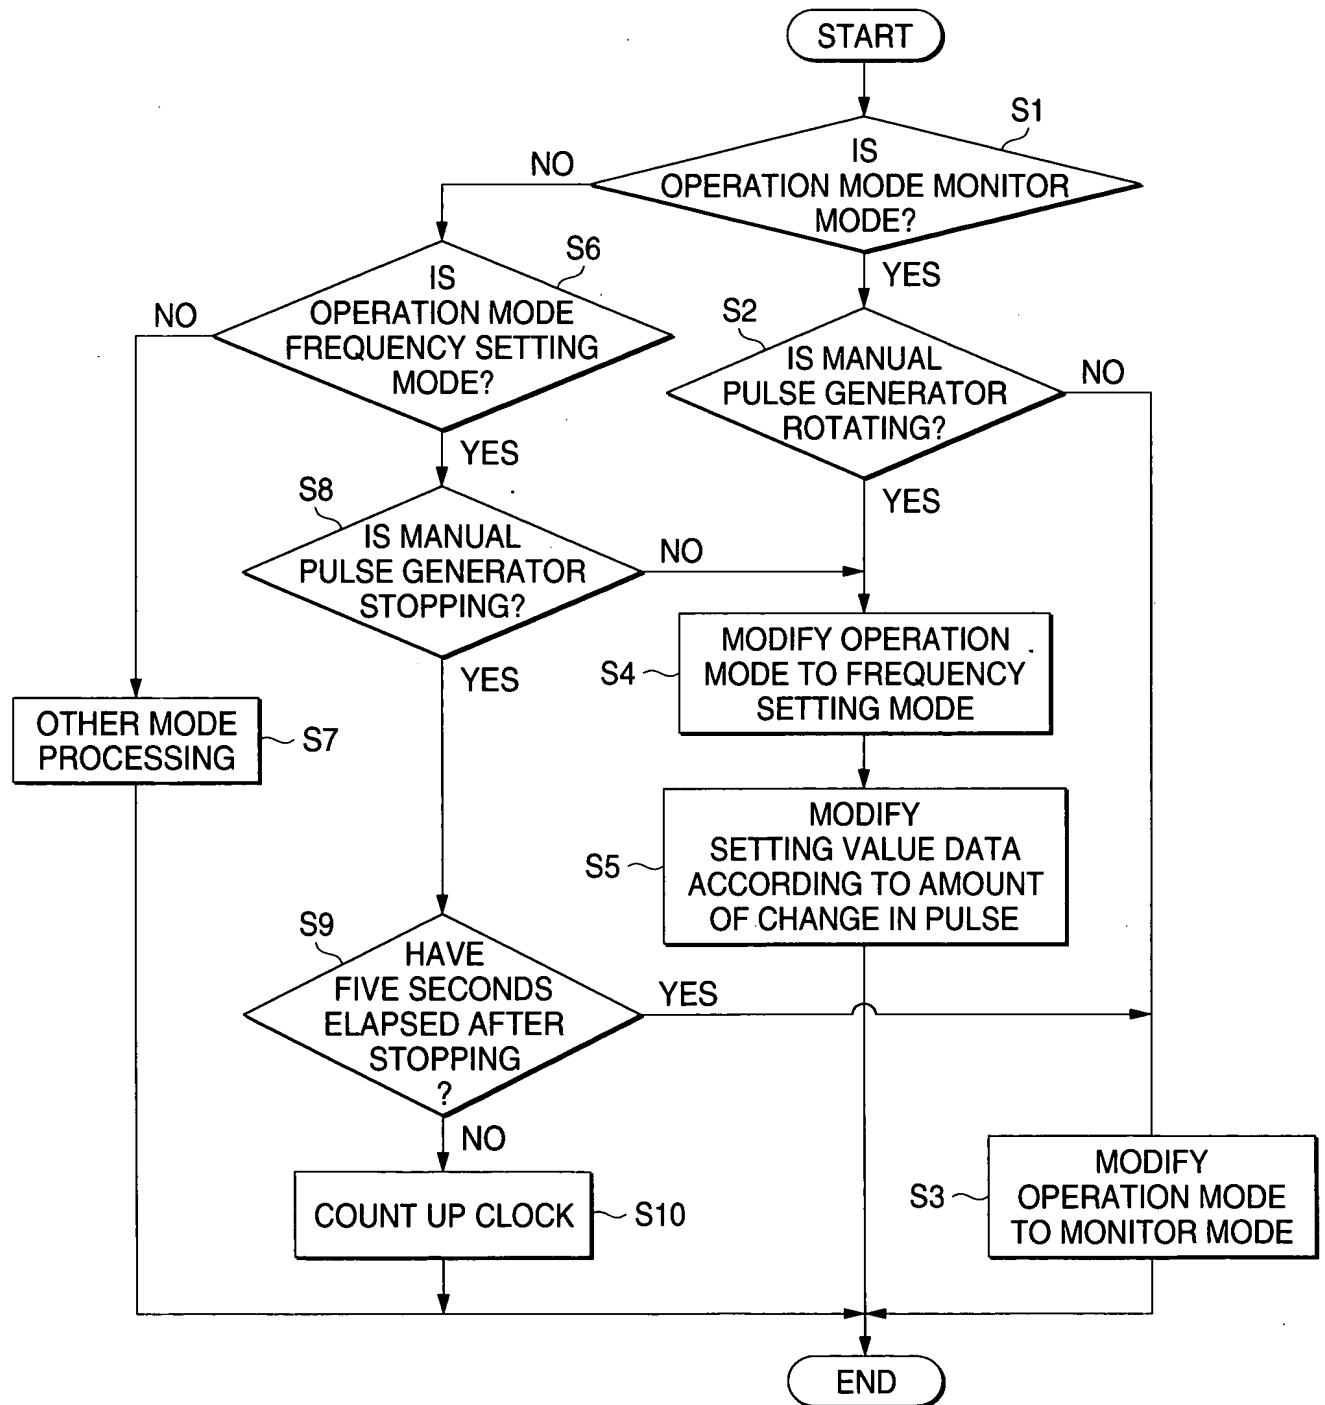 START
S1
IS
OPERATION MODE MONITOR
MODE?
NO
YES
S6
IS
OPERATION MODE
FREQUENCY SETTING
MODE?
NO
YES
S2
IS MANUAL
PULSE GENERATOR
ROTATING?
NO
YES
S8
IS MANUAL
PULSE GENERATOR
STOPPING?
NO
YES
S4
MODIFY OPERATION
MODE TO FREQUENCY
SETTING MODE
OTHER MODE
PROCESSING
S7
S5
MODIFY
SETTING VALUE DATA
ACCORDING TO AMOUNT
OF CHANGE IN PULSE
S9
HAVE
FIVE SECONDS
ELAPSED AFTER
STOPPING
?
YES
NO
COUNT UP CLOCK
S10
S3
MODIFY
OPERATION MODE
TO MONITOR MODE
END